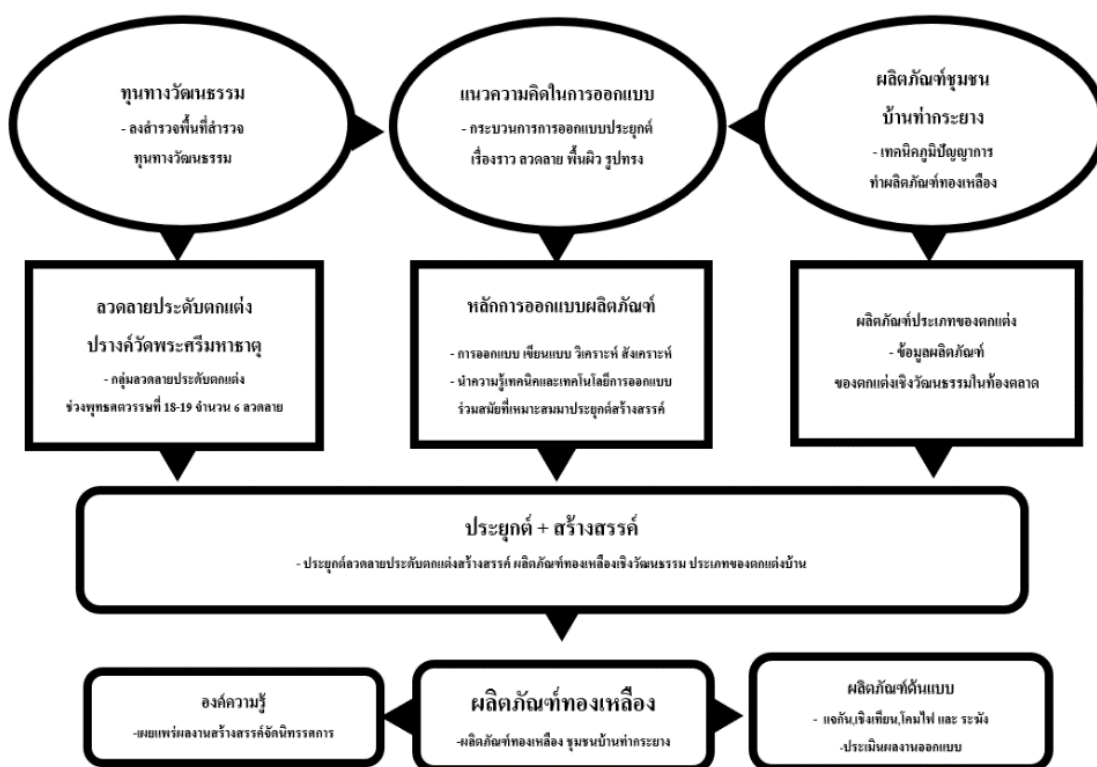 ทุนทางวัฒนธรรม
- ลงสำรวจพื้นที่สำรวจ
ทุนทางวัฒนธรรม
แนวความคิดในการออกแบบ
- กระบวนการการออกแบบประยุกต์
เรื่องราว ลวดลาย พื้นผิว รูปทรง
ผลิตภัณฑ์ชุมชน
บ้านท่ากระยาง
- เทคนิคภูมิปัญญาการ
ทำผลิตภัณฑ์ทองเหลือง
ลวดลายประดับตกแต่ง
ปรางค์วัดพระศรีมหาธาตุ
- กลุ่มลวดลายประดับตกแต่ง
ช่วงพุทธศตวรรษที่ 18-19 จำนวน 6 ลวดลาย
หลักการออกแบบผลิตภัณฑ์
- การออกแบบ เขียนแบบ วิเคราะห์ สังเคราะห์
- นำความรู้เทคนิคและเทคโนโลยีการออกแบบ
ร่วมสมัยที่เหมาะสมมาประยุกต์สร้างสรรค์
ผลิตภัณฑ์ประเภทของตกแต่ง
- ข้อมูลผลิตภัณฑ์
ของตกแต่งเชิงวัฒนธรรมในท้องตลาด
ประยุกต์ + สร้างสรรค์
- ประยุกต์ลวดลายประดับตกแต่งสร้างสรรค์ ผลิตภัณฑ์ทองเหลืองเชิงวัฒนธรรม ประเภทของตกแต่งบ้าน
องค์ความรู้
-เผยแพร่ผลงานสร้างสรรค์จัดนิทรรศการ
ผลิตภัณฑ์ทองเหลือง
-ผลิตภัณฑ์ทองเหลือง ชุมชนบ้านท่ากระยาง
ผลิตภัณฑ์ต้นแบบ
- แจกัน,เชิงเทียน,โคมไฟ และ ระฆัง
-ประเมินผลงานออกแบบ